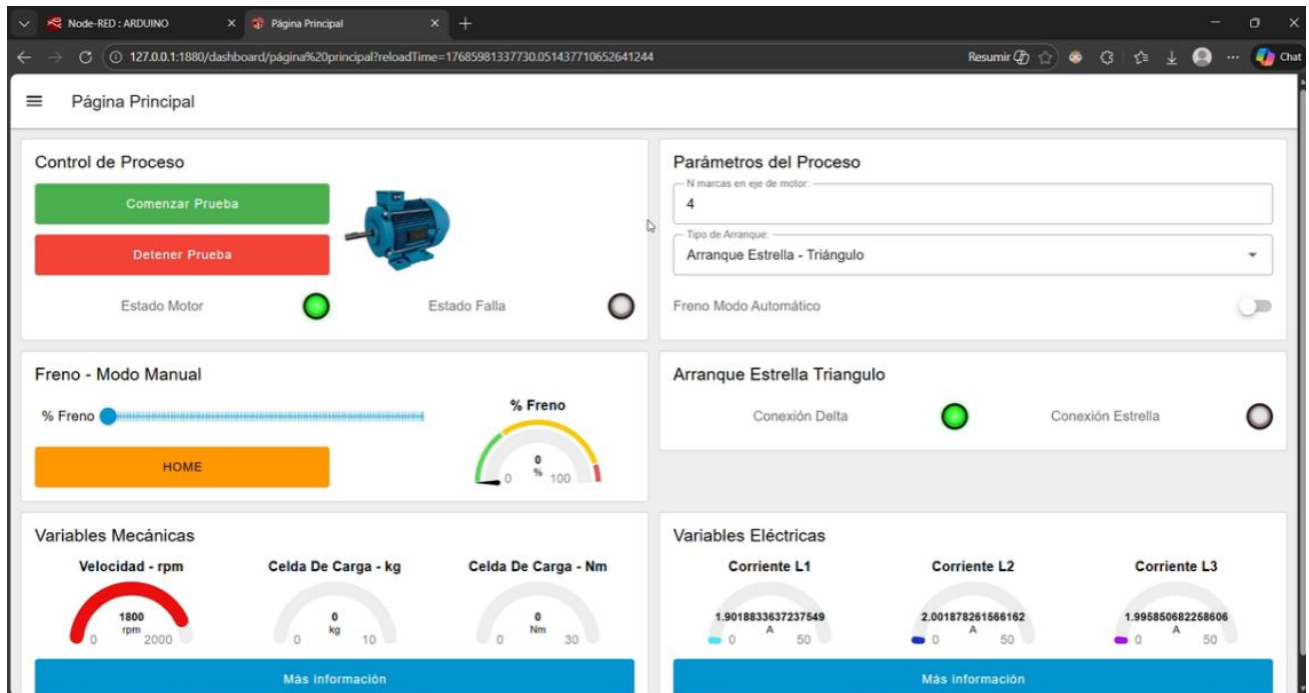 Node-RED : ARDUINO
Página Principal
127.0.0.1:1880/dashboard/página%20principal?reloadTime=17685981337730.051437710652641244
Resumir
Chat
Página Principal
Control de Proceso
Comenzar Prueba
Detener Prueba
Estado Motor
Estado Falla
Parámetros del Proceso
N marcas en eje de motor:
4
Tipo de Arranque:
Arranque Estrella - Triángulo
Freno Modo Automático
Freno - Modo Manual
% Freno
HOME
% Freno
0
%
0 100
Arranque Estrella Triangulo
Conexión Delta
Conexión Estrella
Variables Mecánicas
Velocidad - rpm
1800
rpm
0 2000
Celda De Carga - kg
0
kg
0 10
Celda De Carga - Nm
0
Nm
0 30
Más información
Variables Eléctricas
Corriente L1
1.9018833637237549
A
0 50
Corriente L2
2.001878261566162
A
0 50
Corriente L3
1.995850682258606
A
0 50
Más información